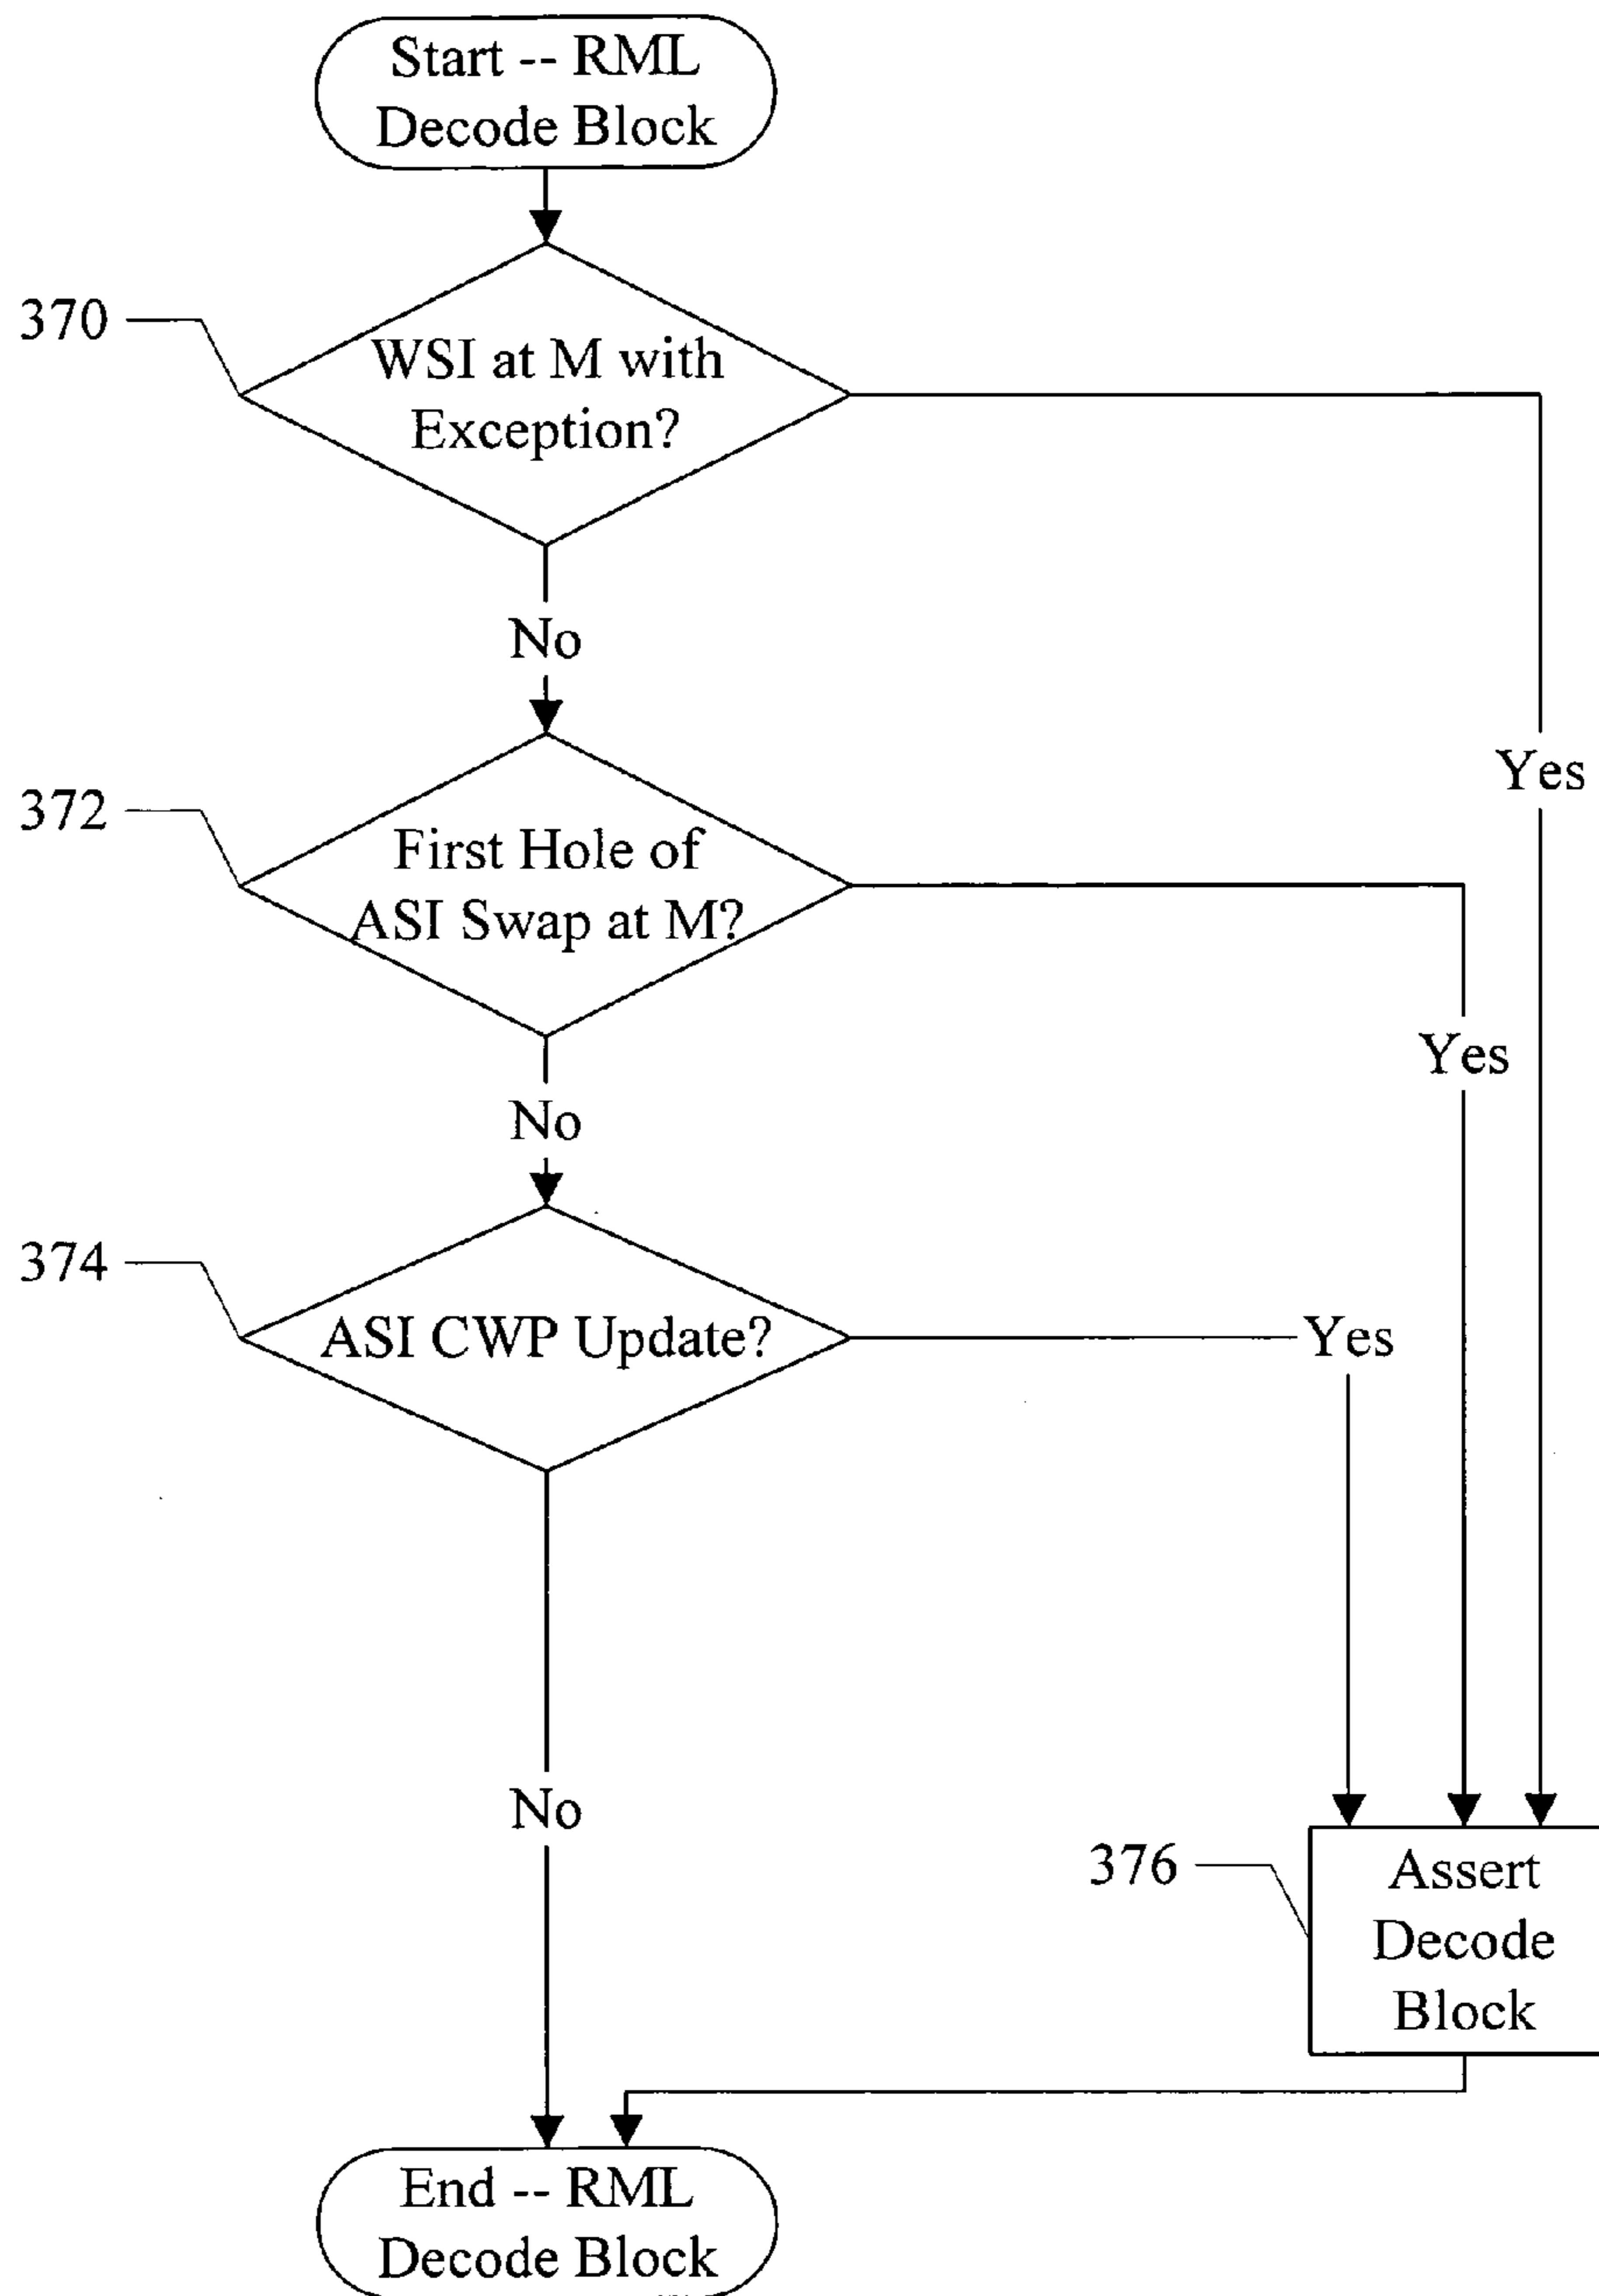 Start -- RML
Decode Block
370
WSI at M with
Exception?
No
Yes
372
First Hole of
ASI Swap at M?
Yes
No
374
ASI CWP Update?
Yes
No
376
Assert
Decode
Block
End -- RML
Decode Block